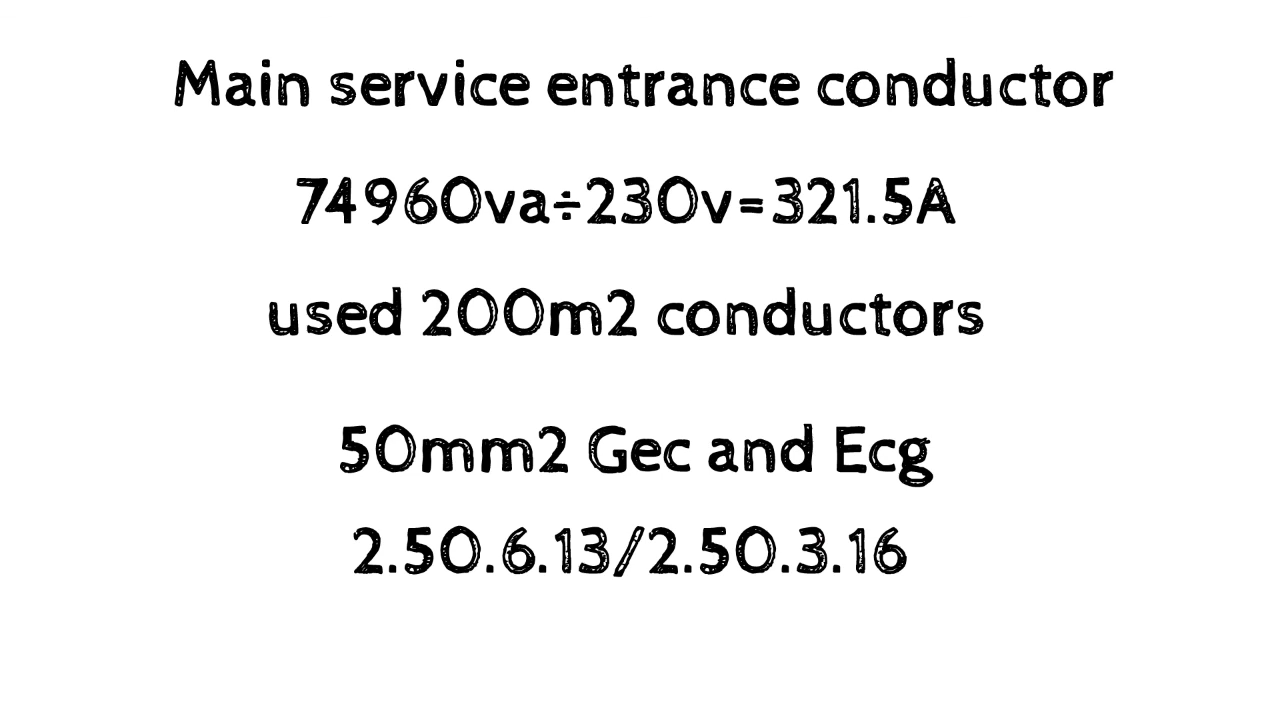 Main service entrance conductor
74960va÷230v=321.5A
used 200m2 conductors
50mm2 Gec and Ecg
2.50.6.13/2.50.3.16